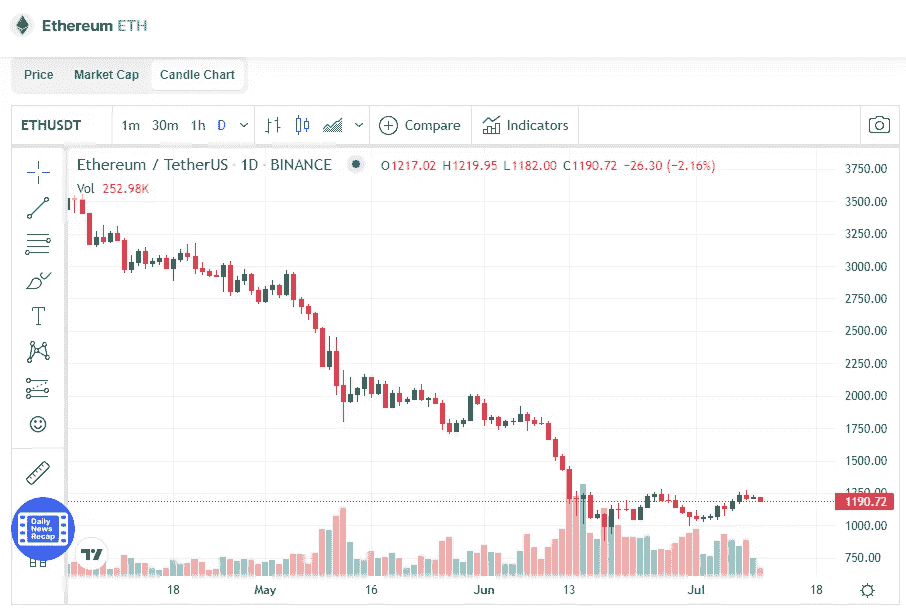 Ethereum ETH
Price Market Cap Candle Chart
ETHUSDT 1m 30m 1h D Compare Indicators
Ethereum / TetherUS · 1D · BINANCE O1217.02 H1219.95 L1182.00 C1190.72 −26.30 (−2.16%)
Vol 252.98K
3750.00
3500.00
3250.00
3000.00
2750.00
2500.00
2250.00
2000.00
1750.00
1500.00
1250.00
1190.72
1000.00
750.00
T
Daily
News
Recap
18 May 16 Jun 13 Jul 18